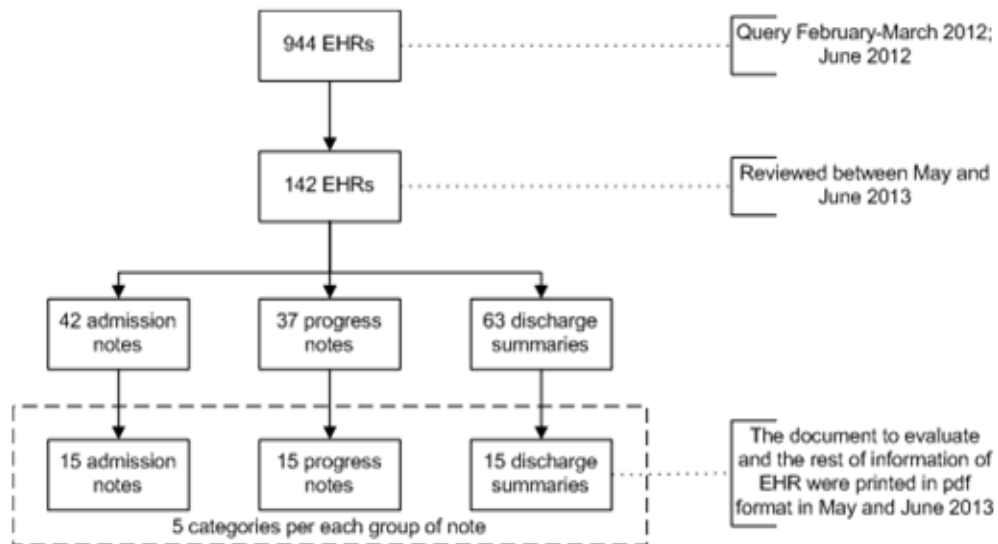 944 EHRs
Query February-March 2012;
June 2012
142 EHRs
Reviewed between May and
June 2013
42 admission
notes
37 progress
notes
63 discharge
summaries
15 admission
notes
15 progress
notes
15 discharge
summaries
The document to evaluate
and the rest of information of
EHR were printed in pdf
format in May and June 2013
5 categories per each group of note